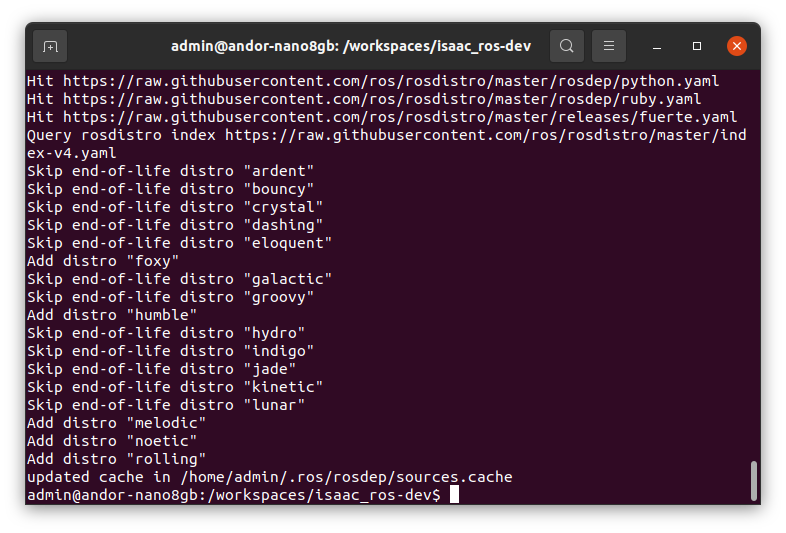 admin@andor-nano8gb: /workspaces/isaac_ros-dev
Hit https://raw.githubusercontent.com/ros/rosdistro/master/rosdep/python.yaml
Hit https://raw.githubusercontent.com/ros/rosdistro/master/rosdep/ruby.yaml
Hit https://raw.githubusercontent.com/ros/rosdistro/master/releases/fuerte.yaml
Query rosdistro index https://raw.githubusercontent.com/ros/rosdistro/master/ind
ex-v4.yaml
Skip end-of-life distro "ardent"
Skip end-of-life distro "bouncy"
Skip end-of-life distro "crystal"
Skip end-of-life distro "dashing"
Skip end-of-life distro "eloquent"
Add distro "foxy"
Skip end-of-life distro "galactic"
Skip end-of-life distro "groovy"
Add distro "humble"
Skip end-of-life distro "hydro"
Skip end-of-life distro "indigo"
Skip end-of-life distro "jade"
Skip end-of-life distro "kinetic"
Skip end-of-life distro "lunar"
Add distro "melodic"
Add distro "noetic"
Add distro "rolling"
updated cache in /home/admin/.ros/rosdep/sources.cache
admin@andor-nano8gb:/workspaces/isaac_ros-dev$